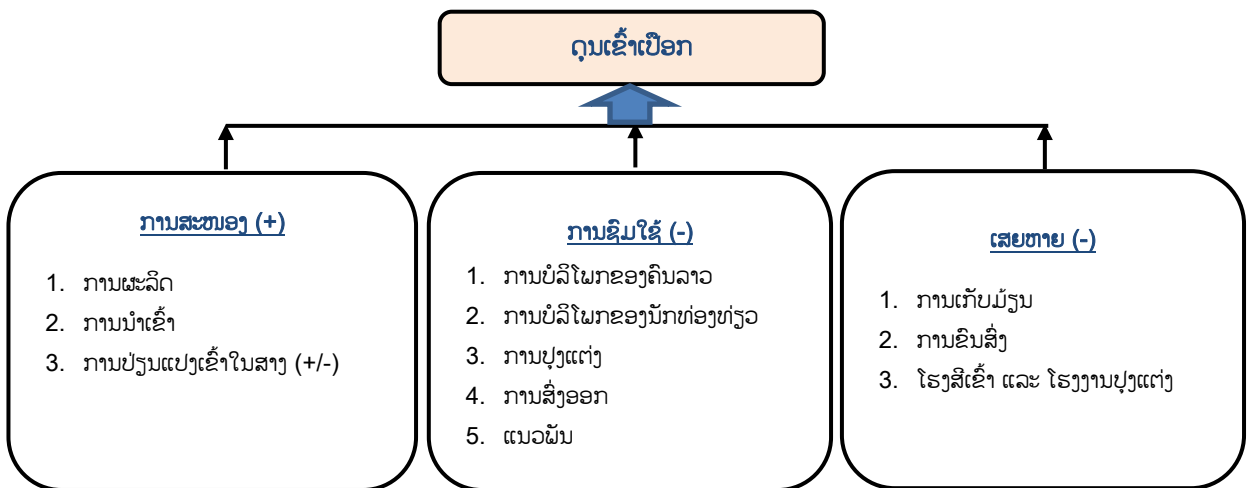 ດຸນເຂົ້າເປືອກ
ການສະໜອງ (+)
1. ການຜະລິດ
2. ການນຳເຂົ້າ
3. ການປ່ຽນແປງເຂົ້າໃນສາງ (+/-)
ການຊົມໃຊ້ (-)
1. ການບໍລິໂພກຂອງຄົນລາວ
2. ການບໍລິໂພກຂອງນັກທ່ອງທ່ຽວ
3. ການປຸງແຕ່ງ
4. ການສົ່ງອອກ
5. ແນວພັນ
ເສຍຫາຍ (-)
1. ການເກັບມ້ຽນ
2. ການຂົນສົ່ງ
3. ໂຮງສີເຂົ້າ ແລະ ໂຮງງານປຸງແຕ່ງ